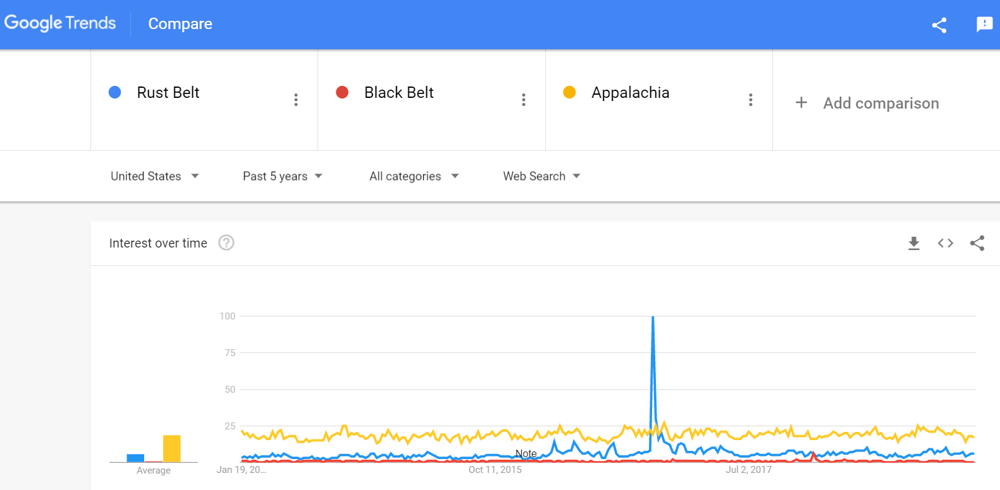 Google Trends
Compare
Rust Belt
Black Belt
Appalachia
+ Add comparison
United States
Past 5 years
All categories
Web Search
Interest over time ?
100
75
50
25
Note
Average
Jan 19, 20...
Oct 11, 2015
Jul 2, 2017